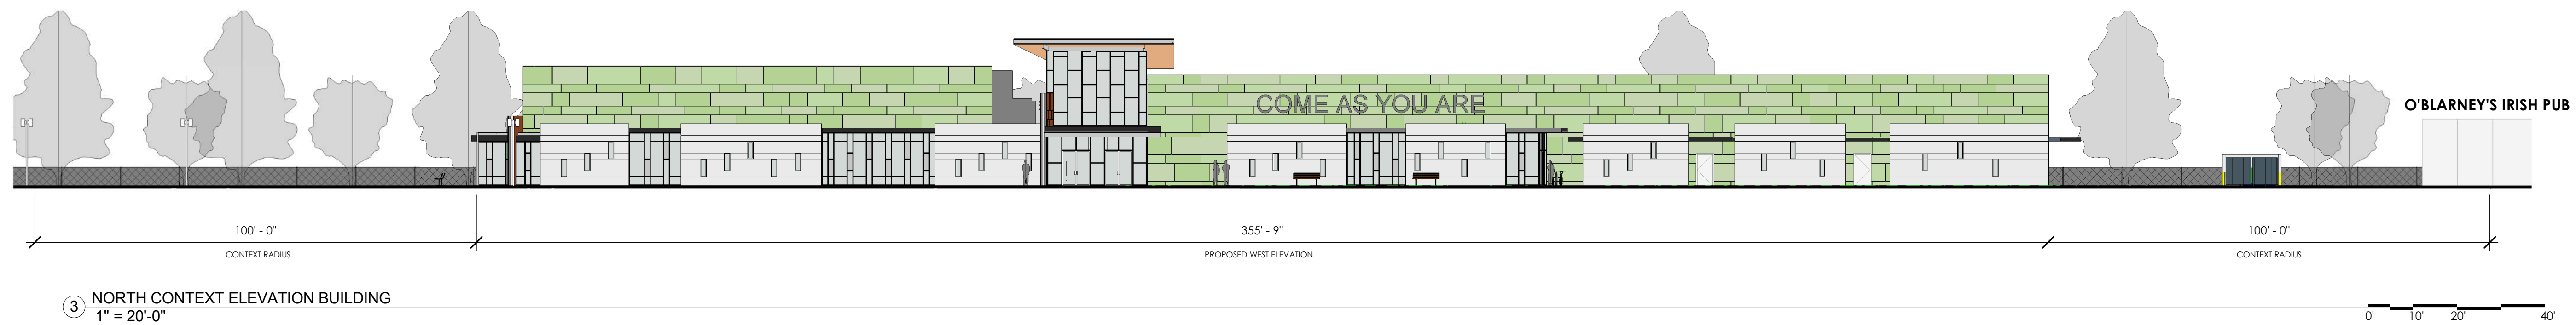 COME AS YOU ARE
O'BLARNEY'S IRISH PUB
100' - 0"
355' - 9"
100' - 0"
CONTEXT RADIUS
PROPOSED WEST ELEVATION
CONTEXT RADIUS
3 NORTH CONTEXT ELEVATION BUILDING
1" = 20'-0"
0' 10' 20' 40'